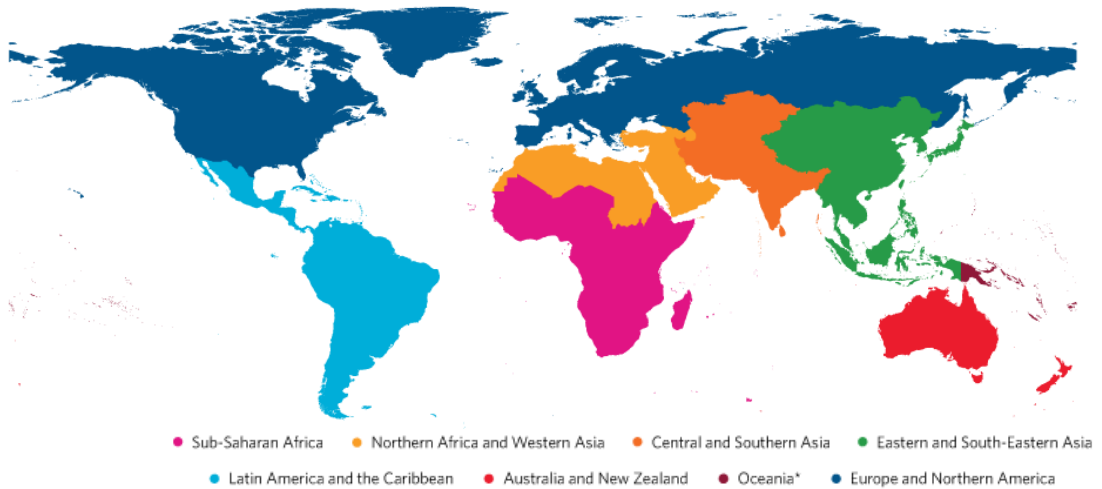 Sub-Saharan Africa Northern Africa and Western Asia Central and Southern Asia Eastern and South-Eastern Asia
Latin America and the Caribbean Australia and New Zealand Oceania* Europe and Northern America